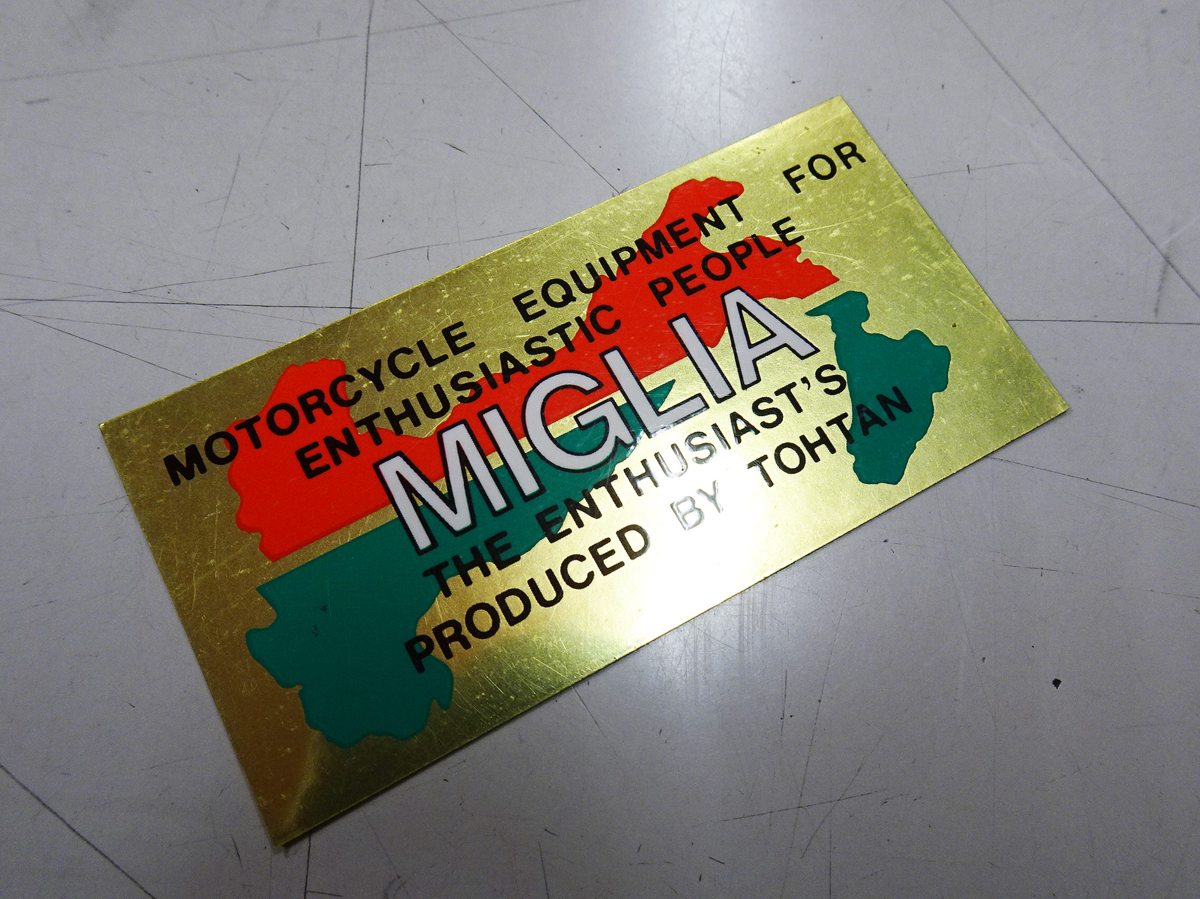 MOTORCYCLE EQUIPMENT FOR
ENTHUSIASTIC PEOPLE
MIGLIA
THE ENTHUSIAST'S
PRODUCED BY TOHTAN